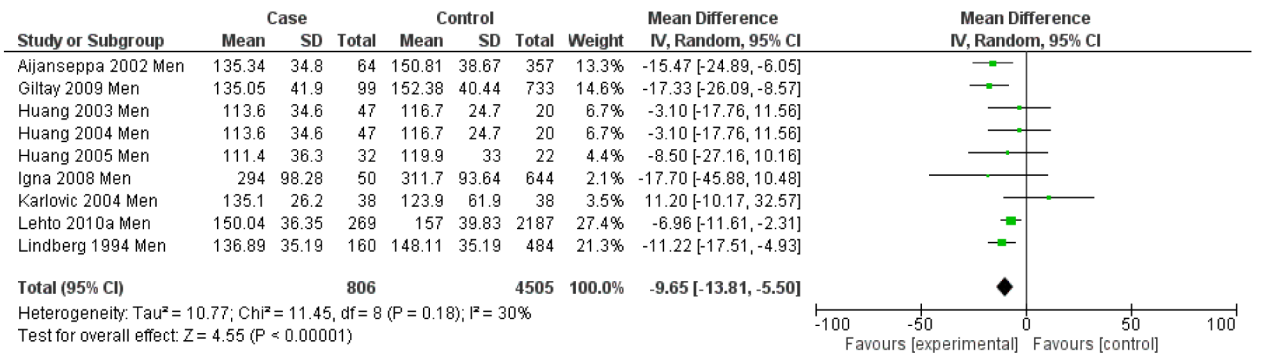 Case Control Mean Difference Mean Difference
Study or Subgroup Mean SD Total Mean SD Total Weight IV, Random, 95% CI IV, Random, 95% CI
Aijanseppa 2002 Men 135.34 34.8 64 150.81 38.67 357 13.3% -15.47 [-24.89, -6.05]
Giltay 2009 Men 135.05 41.9 99 152.38 40.44 733 14.6% -17.33 [-26.09, -8.57]
Huang 2003 Men 113.6 34.6 47 116.7 24.7 20 6.7% -3.10 [-17.76, 11.56]
Huang 2004 Men 113.6 34.6 47 116.7 24.7 20 6.7% -3.10 [-17.76, 11.56]
Huang 2005 Men 111.4 36.3 32 119.9 33 22 4.4% -8.50 [-27.16, 10.16]
Igna 2008 Men 294 98.28 50 311.7 93.64 644 2.1% -17.70 [-45.88, 10.48]
Karlovic 2004 Men 135.1 26.2 38 123.9 61.9 38 3.5% 11.20 [-10.17, 32.57]
Lehto 2010a Men 150.04 36.35 269 157 39.83 2187 27.4% -6.96 [-11.61, -2.31]
Lindberg 1994 Men 136.89 35.19 160 148.11 35.19 484 21.3% -11.22 [-17.51, -4.93]
Total (95% CI) 806 4505 100.0% -9.65 [-13.81, -5.50]
Heterogeneity: Tau² = 10.77; Chi² = 11.45, df = 8 (P = 0.18); I² = 30%
Test for overall effect: Z = 4.55 (P < 0.00001)
-100 -50 0 50 100
Favours [experimental] Favours [control]